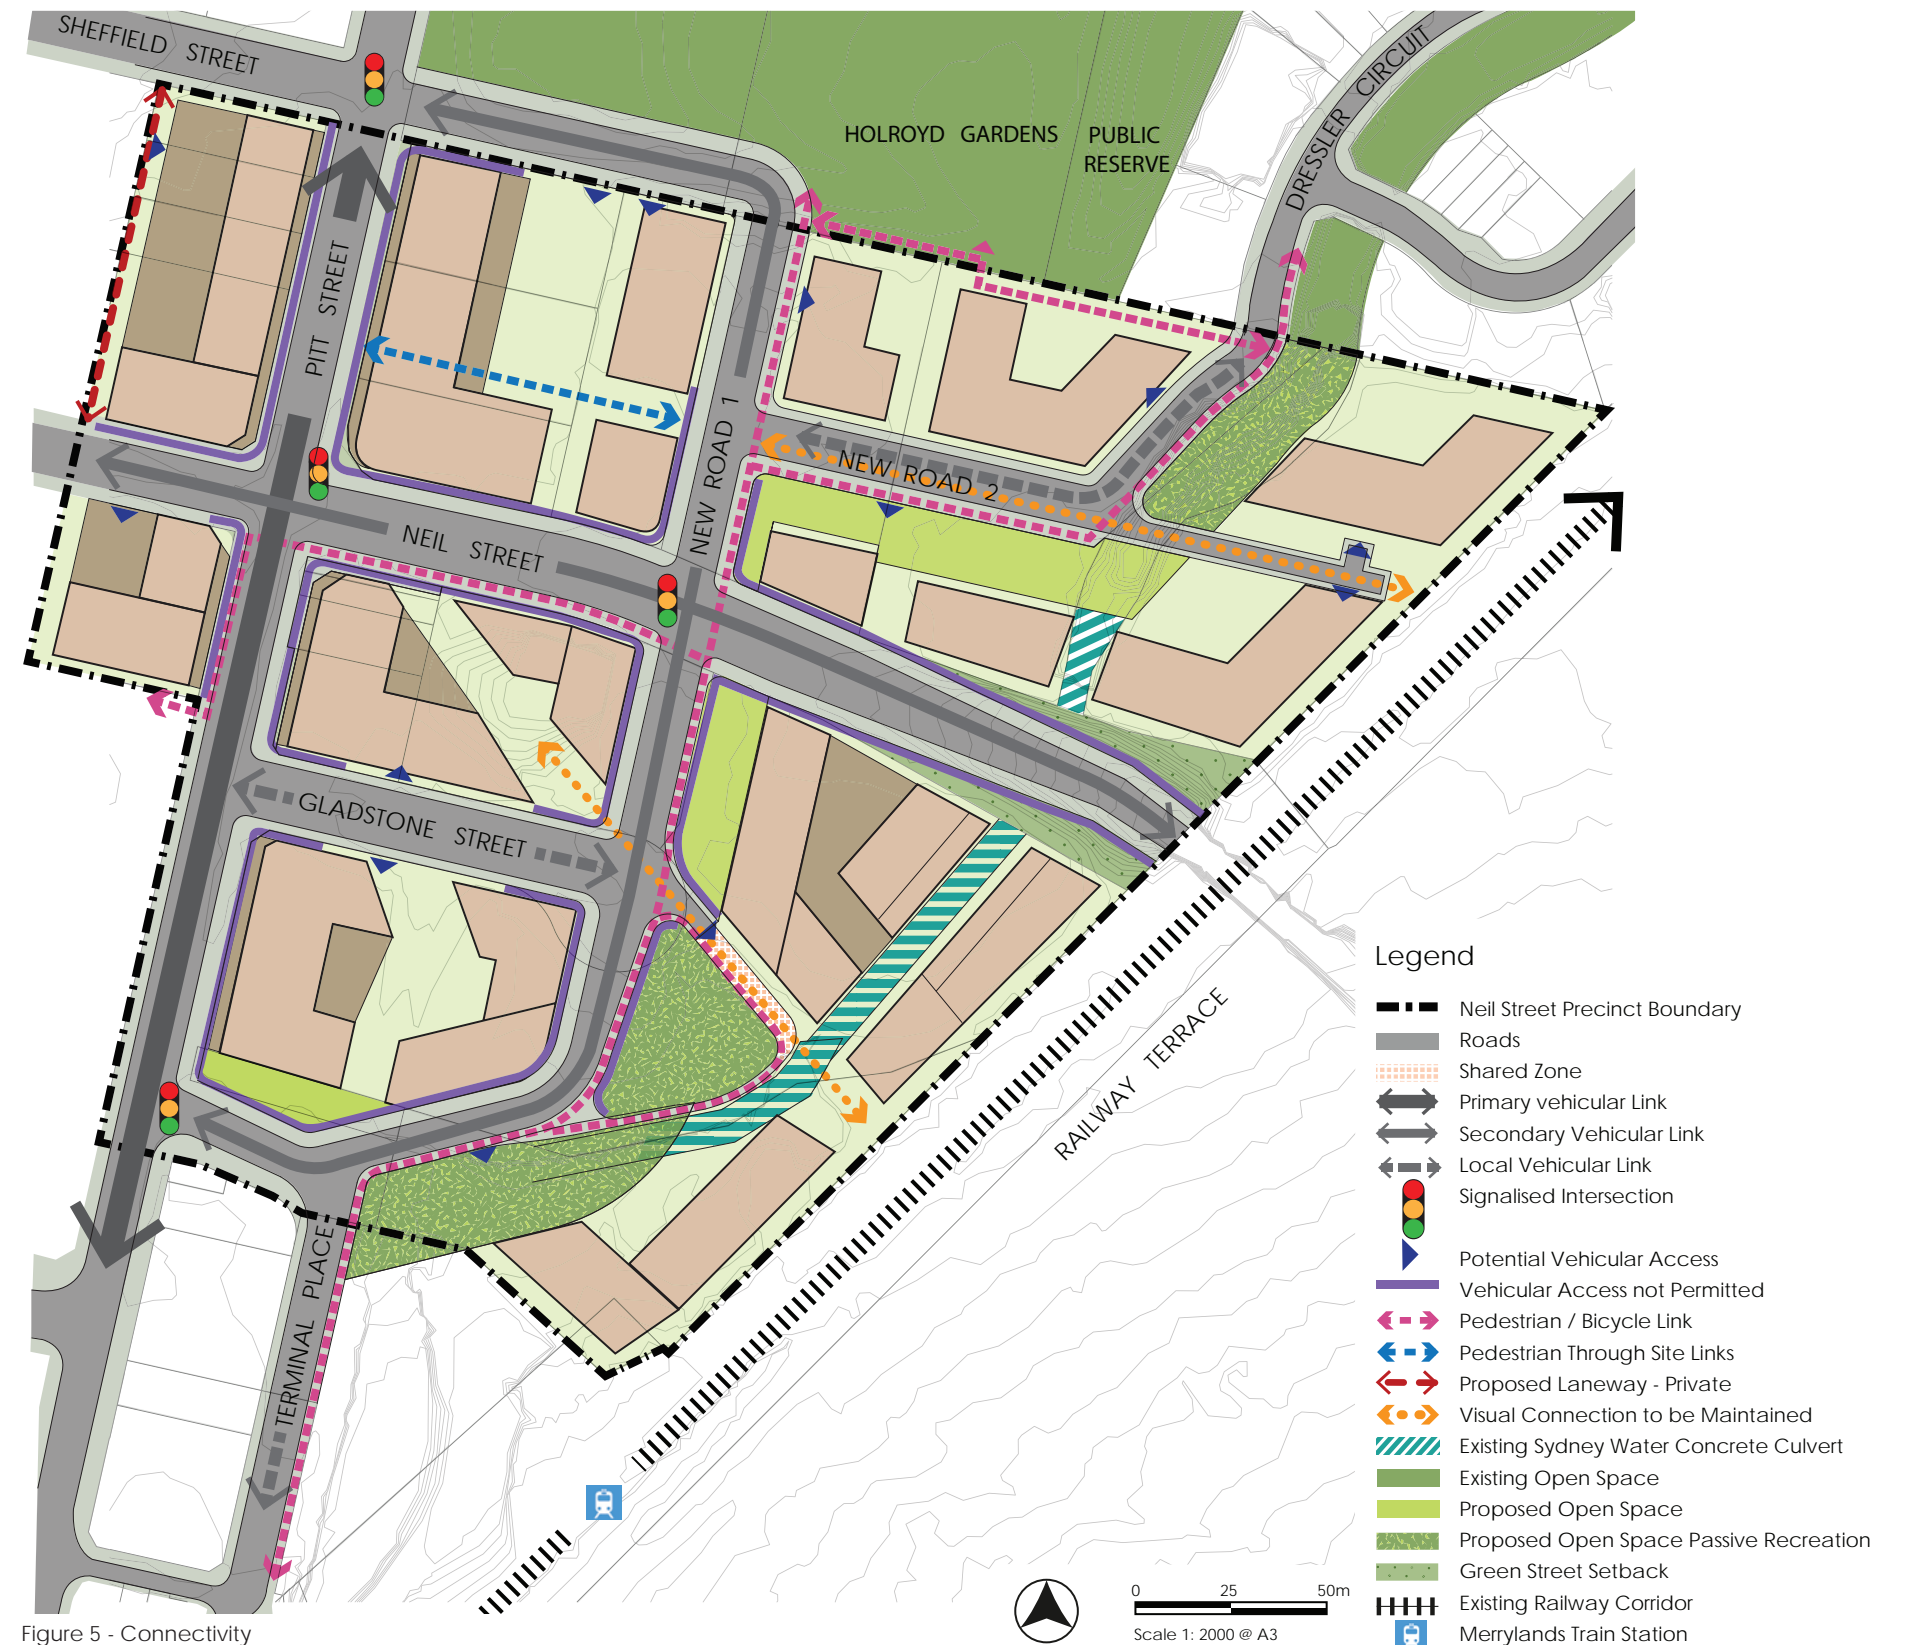 SHEFFIELD STREET
HOLROYD GARDENS PUBLIC
RESERVE
DRESSLER CIRCUIT
PITT STREET
NEW ROAD 1
NEW ROAD 2
NEIL STREET
GLADSTONE STREET
RAILWAY TERRACE
TERMINAL PLACE
Legend
Neil Street Precinct Boundary
Roads
Shared Zone
Primary vehicular Link
Secondary Vehicular Link
Local Vehicular Link
Signalised Intersection
Potential Vehicular Access
Vehicular Access not Permitted
Pedestrian / Bicycle Link
Pedestrian Through Site Links
Proposed Laneway - Private
Visual Connection to be Maintained
Existing Sydney Water Concrete Culvert
Existing Open Space
Proposed Open Space
Proposed Open Space Passive Recreation
Green Street Setback
Existing Railway Corridor
Merrylands Train Station
0 25 50m
Scale 1: 2000 @ A3
Figure 5 - Connectivity